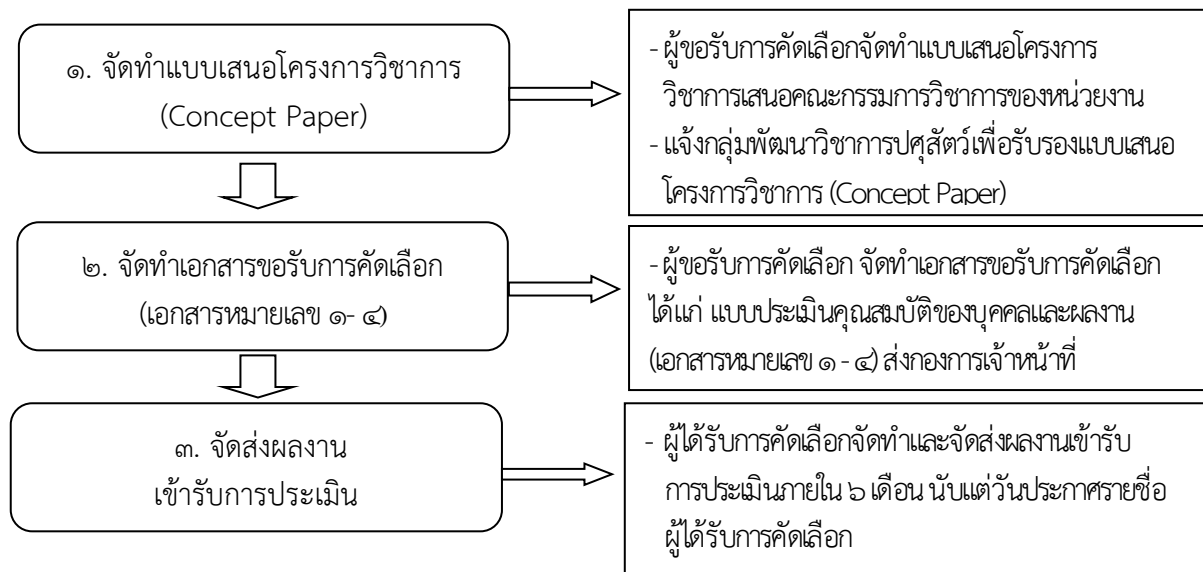 ๑. จัดทำแบบเสนอโครงการวิชาการ
(Concept Paper)
- ผู้ขอรับการคัดเลือกจัดทำแบบเสนอโครงการ
วิชาการเสนอคณะกรรมการวิชาการของหน่วยงาน
- แจ้งกลุ่มพัฒนาวิชาการปศุสัตว์เพื่อรับรองแบบเสนอ
โครงการวิชาการ (Concept Paper)
๒. จัดทำเอกสารขอรับการคัดเลือก
(เอกสารหมายเลข ๑- ๔)
- ผู้ขอรับการคัดเลือก จัดทำเอกสารขอรับการคัดเลือก
ได้แก่ แบบประเมินคุณสมบัติของบุคคลและผลงาน
(เอกสารหมายเลข ๑ - ๔) ส่งกองการเจ้าหน้าที่
๓. จัดส่งผลงาน
เข้ารับการประเมิน
- ผู้ได้รับการคัดเลือกจัดทำและจัดส่งผลงานเข้ารับ
การประเมินภายใน ๖ เดือน นับแต่วันประกาศรายชื่อ
ผู้ได้รับการคัดเลือก